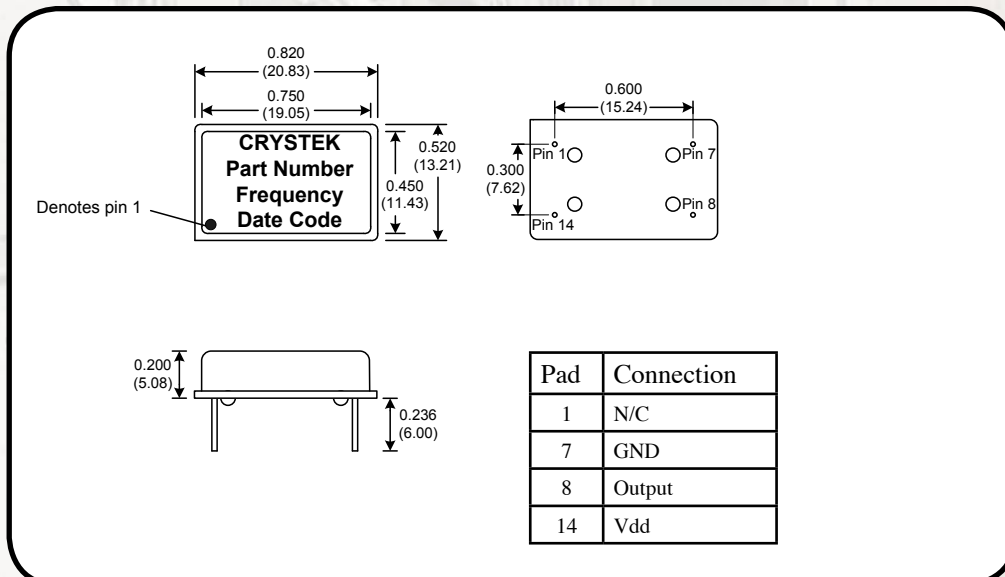 0.820
(20.83)
0.750
(19.05)
CRYSTEK
Part Number
Frequency
Date Code
0.450
(11.43)
0.520
(13.21)
Denotes pin 1
0.600
(15.24)
Pin 1
Pin 7
0.300
(7.62)
Pin 8
Pin 14
0.200
(5.08)
0.236
(6.00)
Pad Connection
1 N/C
7 GND
8 Output
14 Vdd